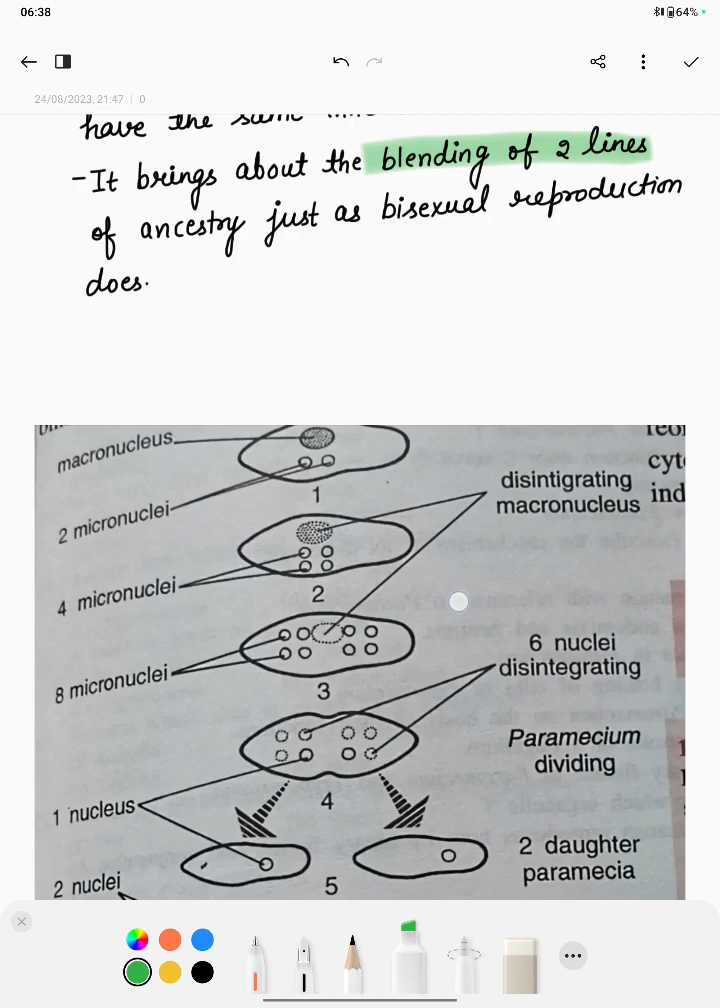 06:38
64%
24/08/2023, 21:47 | 0
have the same
-It brings about the blending of 2 lines
of ancestry just as bisexual reproduction
does.
macronucleus
2 micronuclei
1
disintigrating
macronucleus
cyt
ind
4 micronuclei
2
8 micronuclei
3
6 nuclei
disintegrating
Paramecium
dividing
1 nucleus
4
2 daughter
paramecia
2 nuclei
5